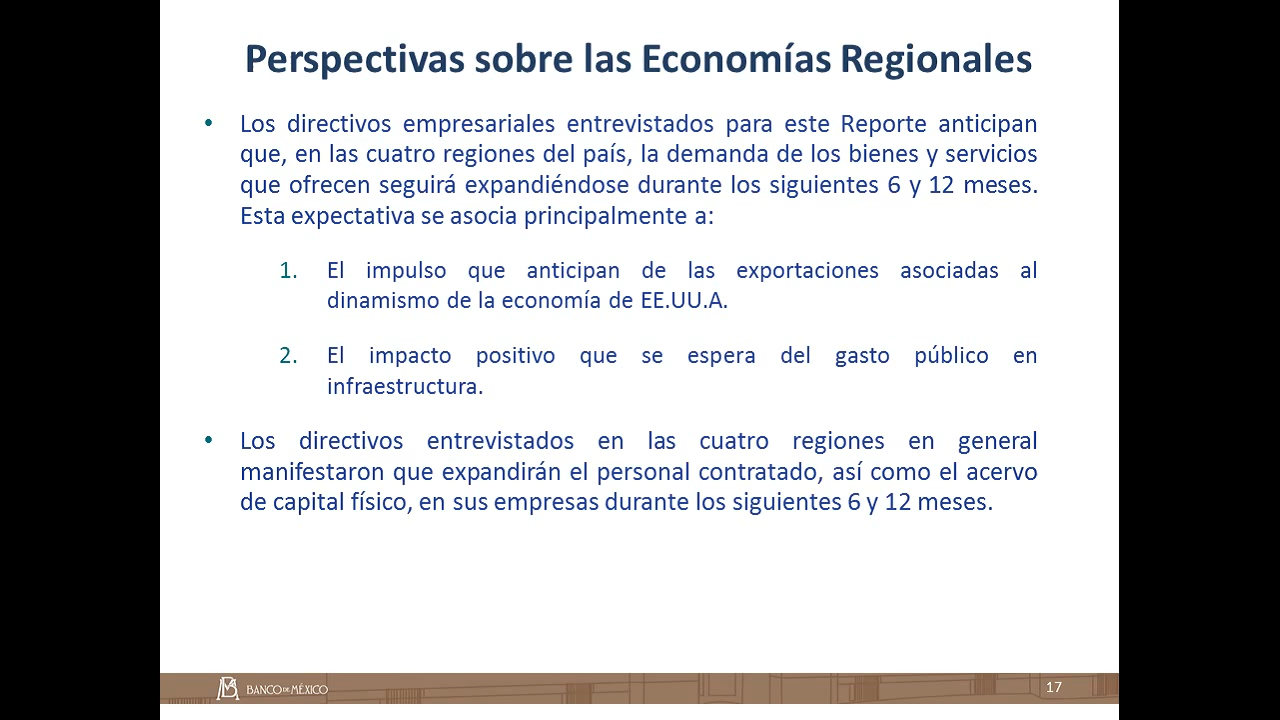 Perspectivas sobre las Economías Regionales
• Los directivos empresariales entrevistados para este Reporte anticipan
que, en las cuatro regiones del país, la demanda de los bienes y servicios
que ofrecen seguirá expandiéndose durante los siguientes 6 y 12 meses.
Esta expectativa se asocia principalmente a:
1. El impulso que anticipan de las exportaciones asociadas al
dinamismo de la economía de EE.UU.A.
2. El impacto positivo que se espera del gasto público en
infraestructura.
• Los directivos entrevistados en las cuatro regiones en general
manifestaron que expandirán el personal contratado, así como el acervo
de capital físico, en sus empresas durante los siguientes 6 y 12 meses.
BANCO DE MÉXICO
17